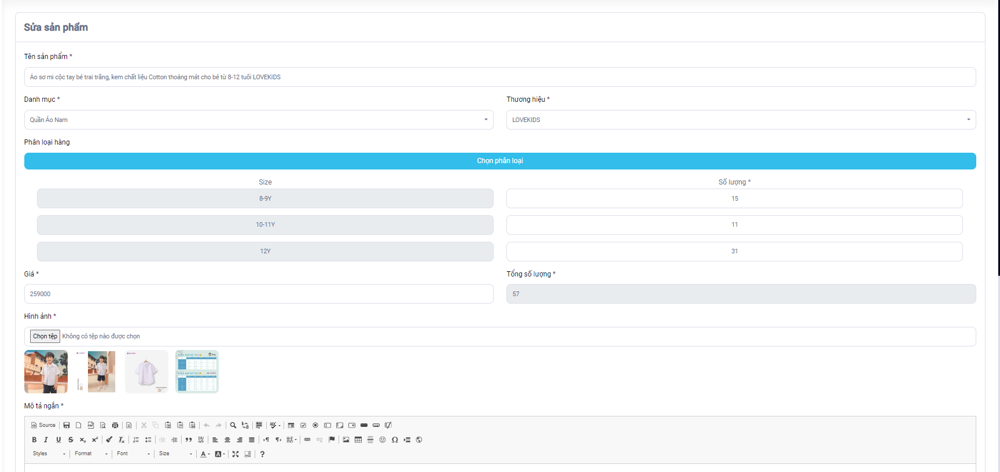 Sửa sản phẩm
Tên sản phẩm *
Áo sơ mi cộc tay bé trai trắng, kem chất liệu Cotton thoáng mát cho bé từ 8-12 tuổi LOVEKIDS
Danh mục *
Thương hiệu *
Quần Áo Nam
LOVEKIDS
Phân loại hàng
Chọn phân loại
Size
Số lượng *
8-9Y
15
10-11Y
11
12Y
31
Giá *
Tổng số lượng *
259000
57
Hình ảnh *
Chọn tệp Không có tệp nào được chọn
Mô tả ngắn *
Source
Styles Format Font Size